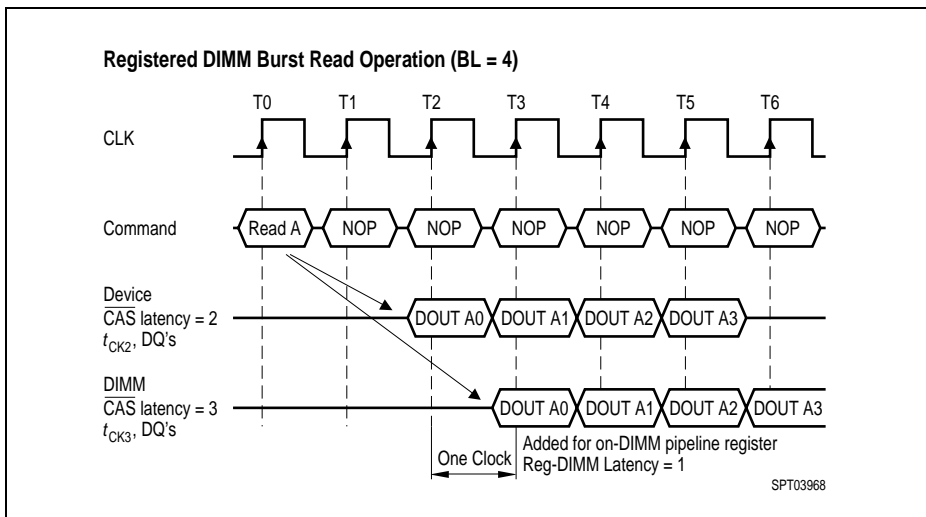 Registered DIMM Burst Read Operation (BL = 4)
T0 T1 T2 T3 T4 T5 T6
CLK
Command Read A NOP NOP NOP NOP NOP NOP
Device
CAS latency = 2
tCK2, DQ's
DOUT A0 DOUT A1 DOUT A2 DOUT A3
DIMM
CAS latency = 3
tCK3, DQ's
DOUT A0 DOUT A1 DOUT A2 DOUT A3
One Clock
Added for on-DIMM pipeline register
Reg-DIMM Latency = 1
SPT03968